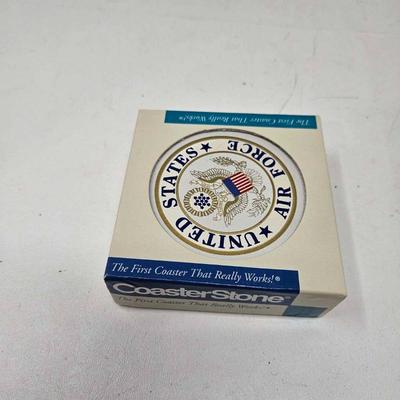 The First Coaster That Really Works!®
UNITED STATES
AIR FORCE
The First Coaster That Really Works!®
CoasterStone®
The First Coaster That Really Works!®